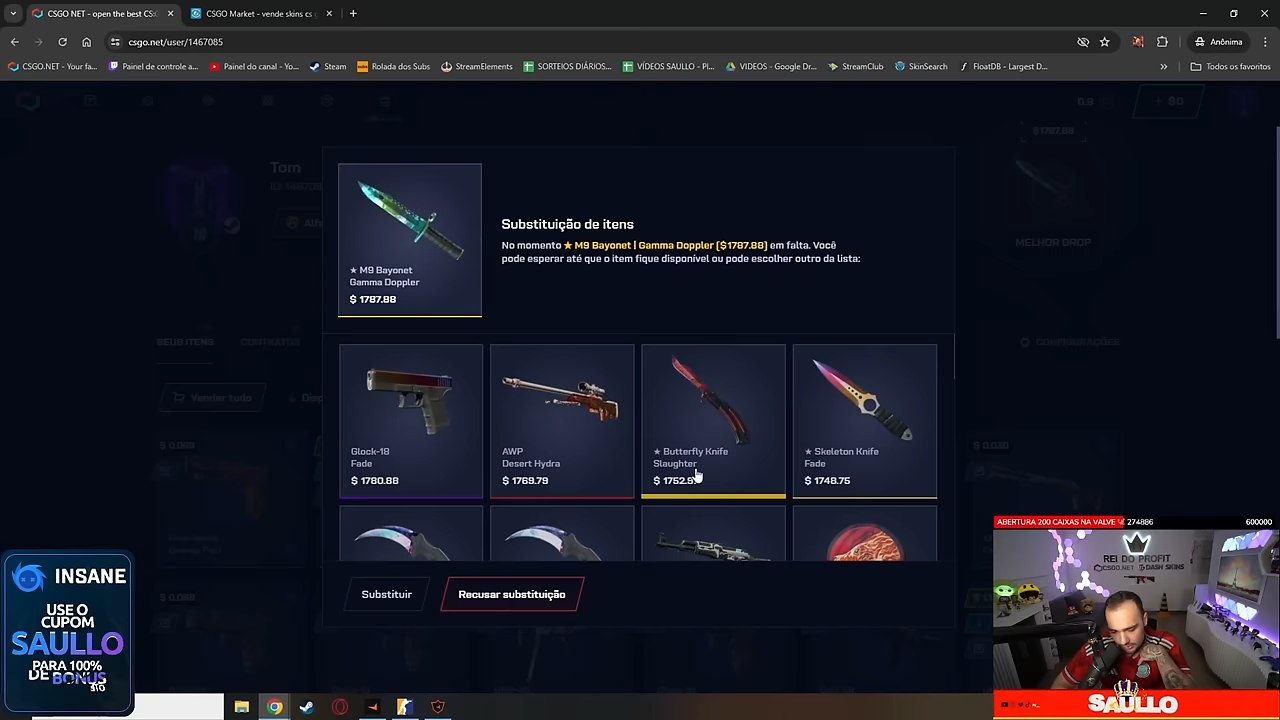 CSGO NET - open the best CS:
CSGO Market - vende skins cs
csgo.net/user/1467085
Anônima
CSGO.NET - Your fa...
Painel de controle a...
Painel do canal - Yo...
Steam
Rolada dos Subs
StreamElements
SORTEIOS DIÁRIOS...
VÍDEOS SAULLO - Pl...
VIDEOS - Google Dr...
StreamClub
SkinSearch
FloatDB - Largest D...
Todos os favoritos
0.8
+ $0
Tom
$ 1787.88
MELHOR DROP
Substituição de itens
No momento ★ M9 Bayonet | Gamma Doppler ($1787.88) em falta. Você
pode esperar até que o item fique disponível ou pode escolher outro da lista:
★ M9 Bayonet
Gamma Doppler
$ 1787.88
SEUS ITENS
CONTRATOS
CONFIGURAÇÕES
Vender tudo
Glock-18
Fade
$ 1780.88
AWP
Desert Hydra
$ 1769.79
★ Butterfly Knife
Slaughter
★ Skeleton Knife
Fade
$ 1748.75
Substituir
Recusar substituição
INSANE
USE O
CUPOM
SAULLO
PARA 100%
DE BONUS
ABERTURA 200 CAIXAS NA VALVE
274886
600000
REI DO PROFIT
CSGO.NET
DASH SKINS
SAULLO